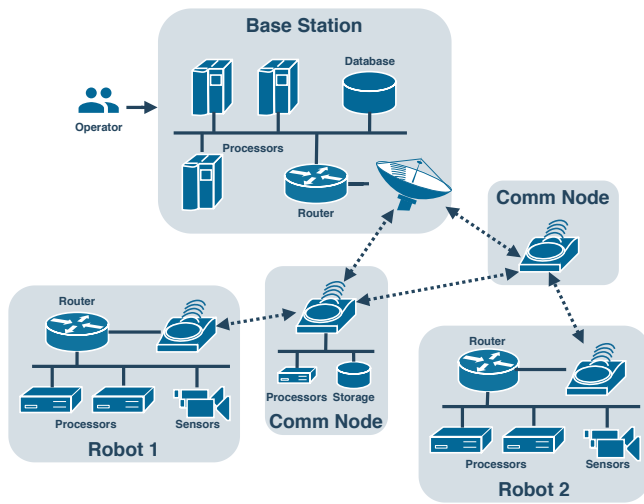 Base Station
Database
Operator
Processors
Router
Comm Node
Router
Processors
Sensors
Robot 1
Processors
Storage
Comm Node
Router
Processors
Sensors
Robot 2